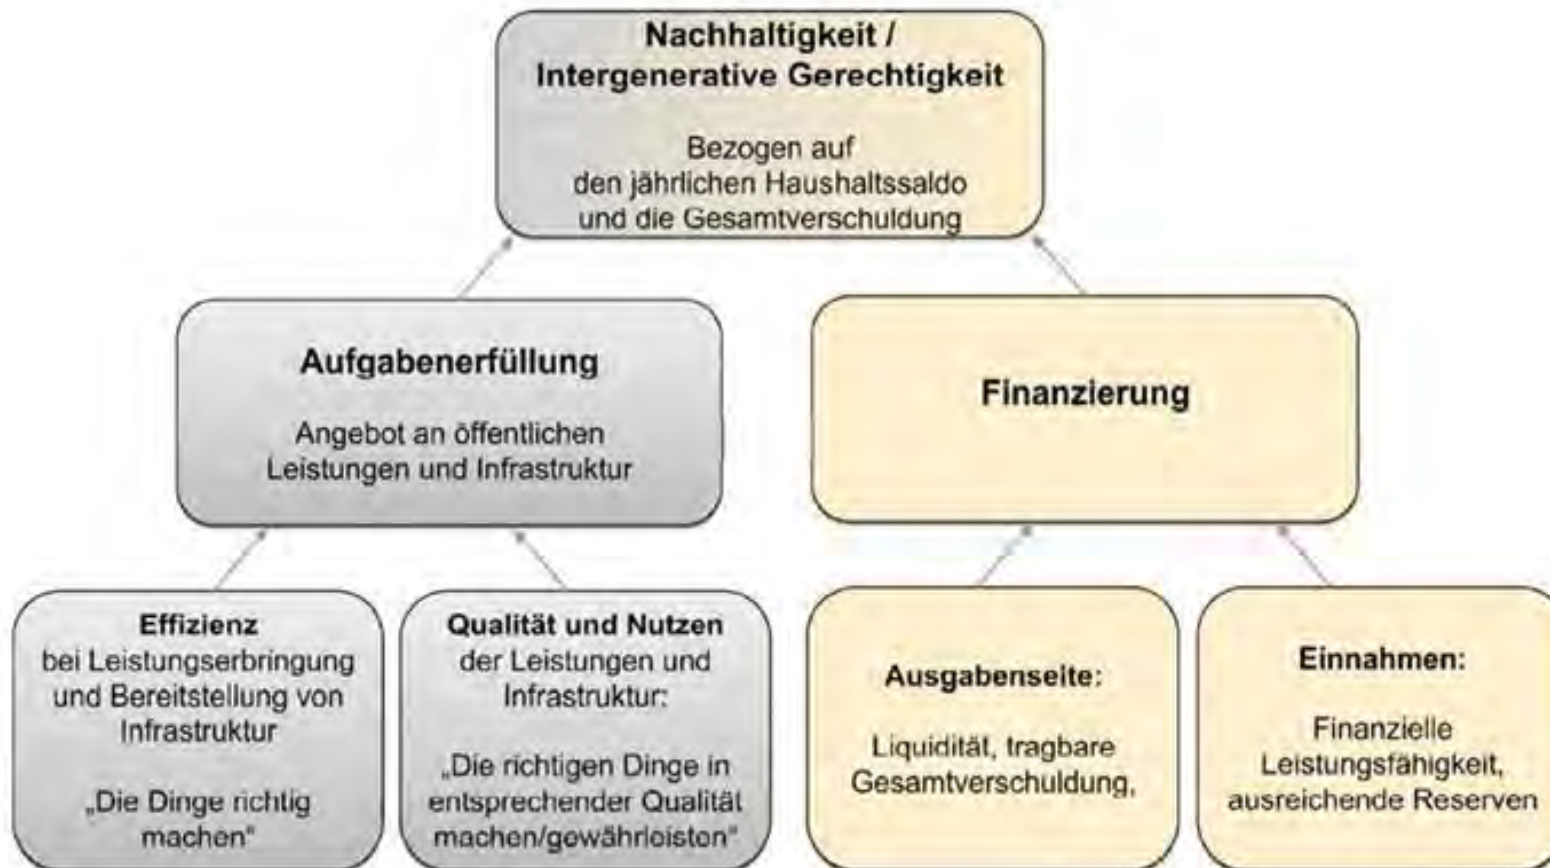 Nachhaltigkeit /
Intergenerative Gerechtigkeit
Bezogen auf
den jährlichen Haushaltssaldo
und die Gesamtverschuldung
Aufgabenerfüllung
Angebot an öffentlichen
Leistungen und Infrastruktur
Finanzierung
Effizienz
bei Leistungserbringung
und Bereitstellung von
Infrastruktur
„Die Dinge richtig
machen“
Qualität und Nutzen
der Leistungen und
Infrastruktur:
„Die richtigen Dinge in
entsprechender Qualität
machen/gewährleisten“
Ausgabenseite:
Liquidität, tragbare
Gesamtverschuldung,
Einnahmen:
Finanzielle
Leistungsfähigkeit,
ausreichende Reserven